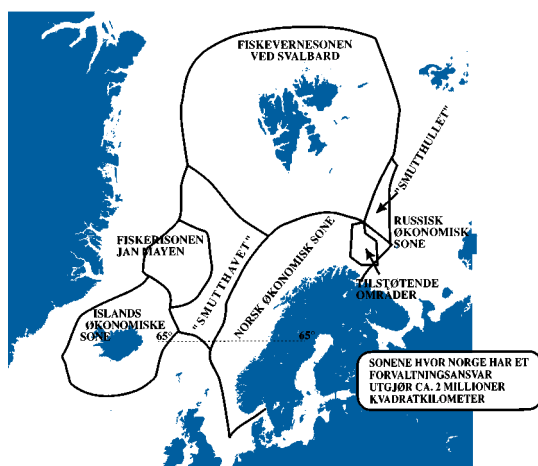 FISKEVERNESONEN
VED SVALBARD
"SMUTTHULLET"
RUSSISK
ØKONOMISK
SONE
FISKERISONEN
JAN MAYEN
"SMUTTHAVET"
NORSK ØKONOMISK SONE
TILSTØTENDE
OMRÅDER
ISLANDS
ØKONOMISKE
SONE
65°
65°
SONENE HVOR NORGE HAR ET
FORVALTNINGSANSVAR
UTGJØR CA. 2 MILLIONER
KVADRATKILOMETER